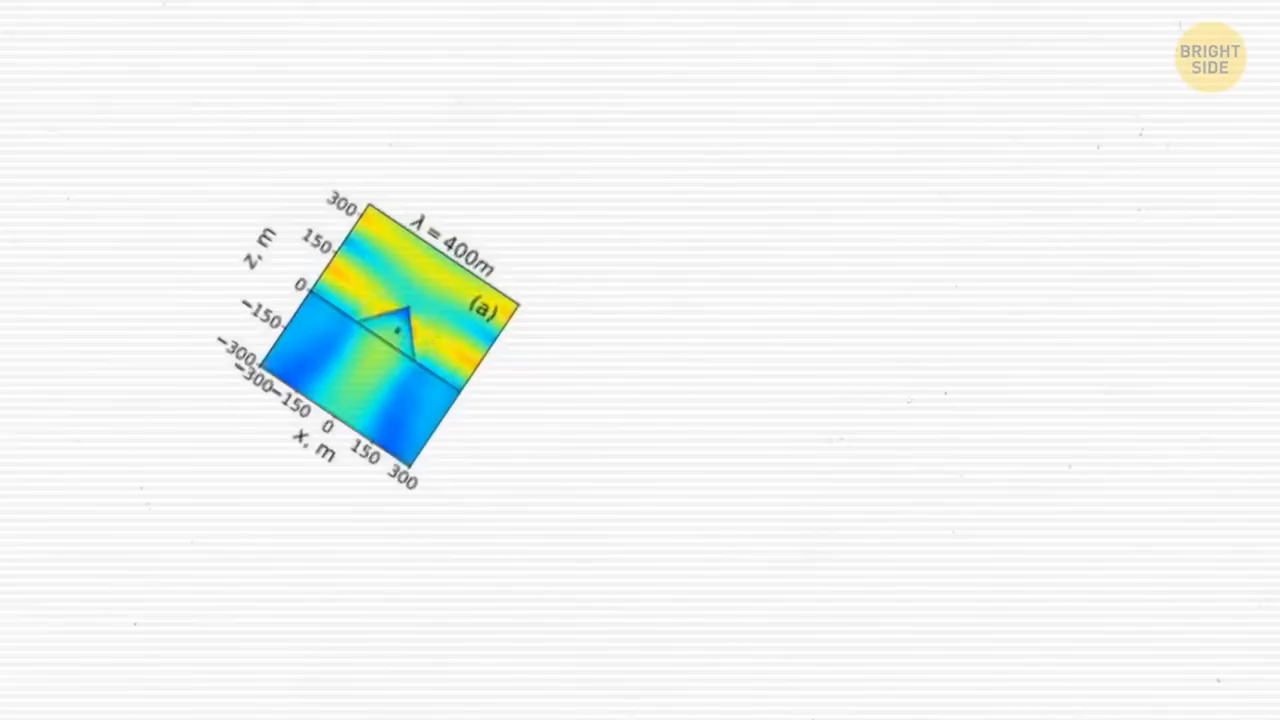 BRIGHT
SIDE
λ = 400m
(a)
z, m
300
150
0
−150
−300
−300
−150
0
150
300
x, m